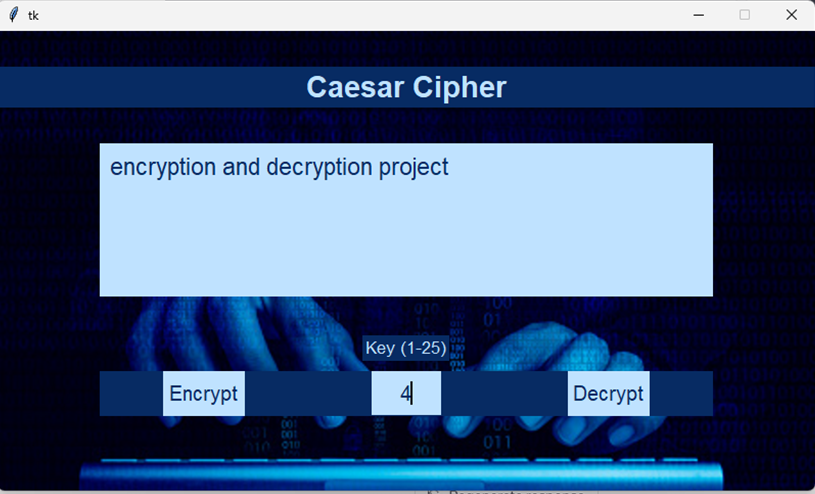 tk
Caesar Cipher
encryption and decryption project
Key (1-25)
Encrypt 4 Decrypt